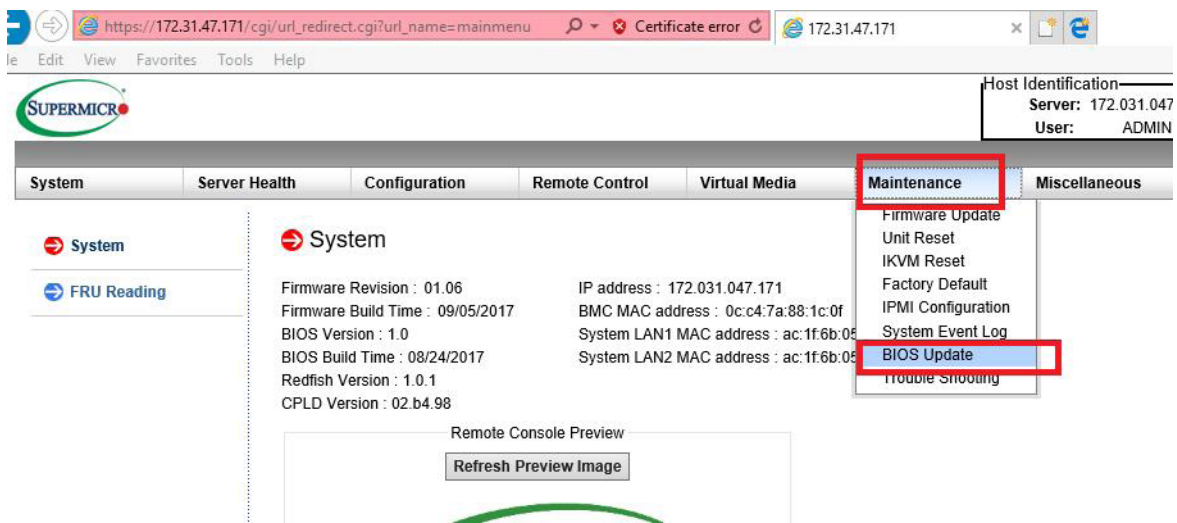 https://172.31.47.171/cgi/url_redirect.cgi?url_name=mainmenu Certificate error 172.31.47.171
Edit View Favorites Tools Help
SUPERMICR
Host Identification
Server: 172.031.047
User: ADMIN
System Server Health Configuration Remote Control Virtual Media Maintenance Miscellaneous
Firmware Update
Unit Reset
IKVM Reset
Factory Default
IPMI Configuration
System Event Log
BIOS Update
Trouble Shooting
System
FRU Reading
System
Firmware Revision : 01.06
Firmware Build Time : 09/05/2017
BIOS Version : 1.0
BIOS Build Time : 08/24/2017
Redfish Version : 1.0.1
CPLD Version : 02.b4.98
IP address : 172.031.047.171
BMC MAC address : 0c:c4:7a:88:1c:0f
System LAN1 MAC address : ac:1f:6b:05
System LAN2 MAC address : ac:1f:6b:05
Remote Console Preview
Refresh Preview Image